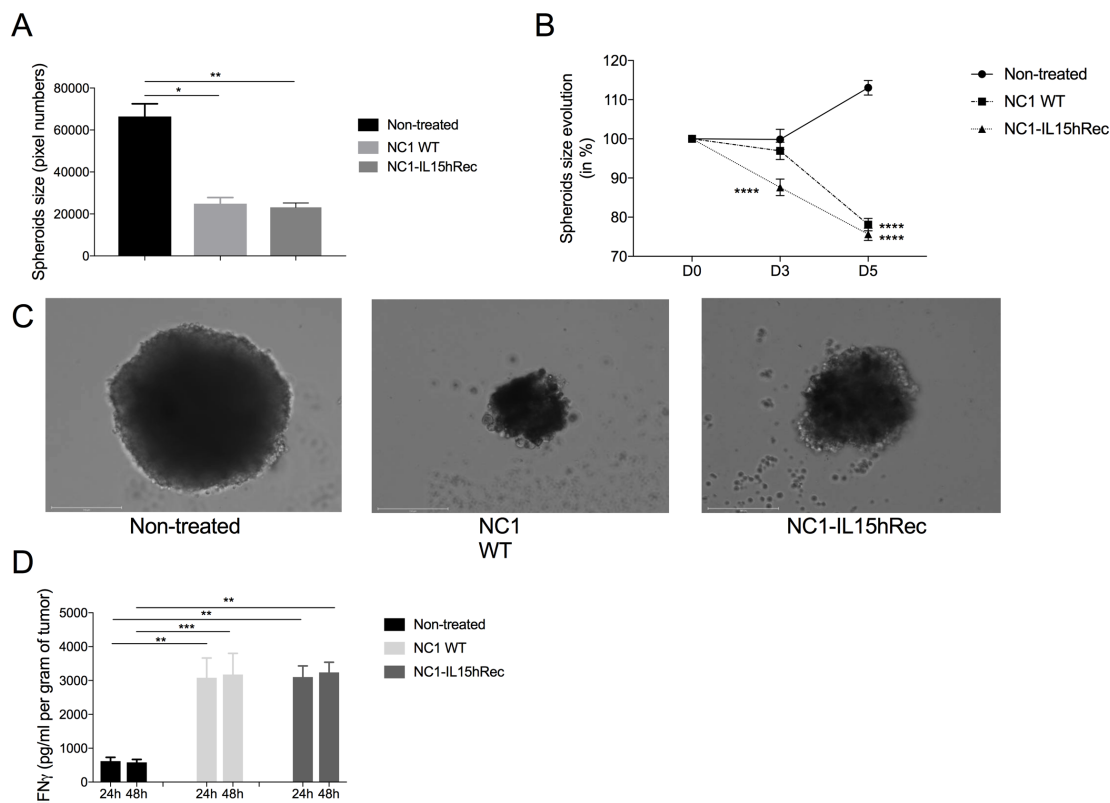 A
Spheroids size (pixel numbers)
80000
60000
40000
20000
0
**
*
Non-treated
NC1 WT
NC1-IL15hRec
B
Spheroids size evolution
(in %)
120
110
100
90
80
70
D0
D3
D5
****
****
****
Non-treated
NC1 WT
NC1-IL15hRec
C
Non-treated
NC1
WT
NC1-IL15hRec
D
FNγ (pg/ml per gram of tumor)
5000
4000
3000
2000
1000
0
**
**
***
**
24h 48h
24h 48h
24h 48h
Non-treated
NC1 WT
NC1-IL15hRec